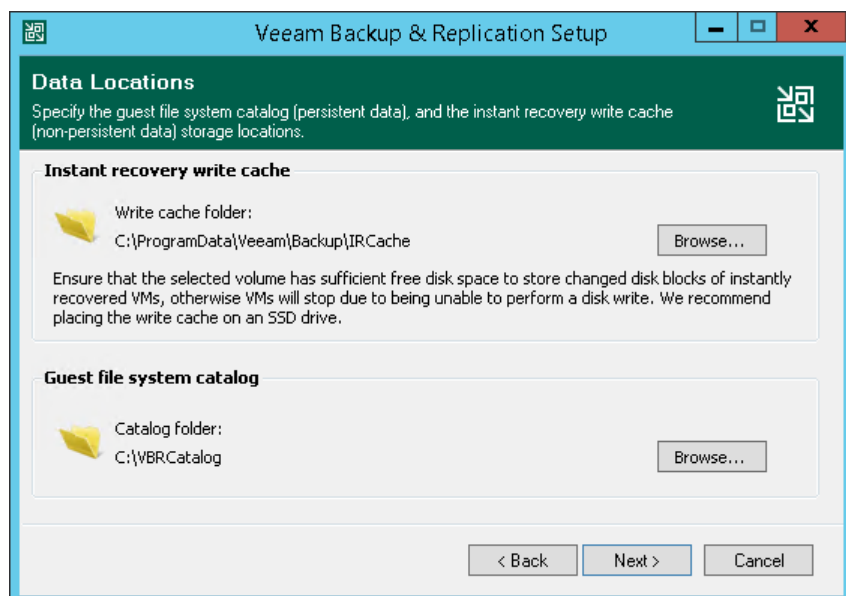 Veeam Backup & Replication Setup
Data Locations
Specify the guest file system catalog (persistent data), and the instant recovery write cache
(non-persistent data) storage locations.
Instant recovery write cache
Write cache folder:
C:\ProgramData\Veeam\Backup\IRCache
Browse...
Ensure that the selected volume has sufficient free disk space to store changed disk blocks of instantly
recovered VMs, otherwise VMs will stop due to being unable to perform a disk write. We recommend
placing the write cache on an SSD drive.
Guest file system catalog
Catalog folder:
C:\VBRCatalog
Browse...
< Back
Next >
Cancel